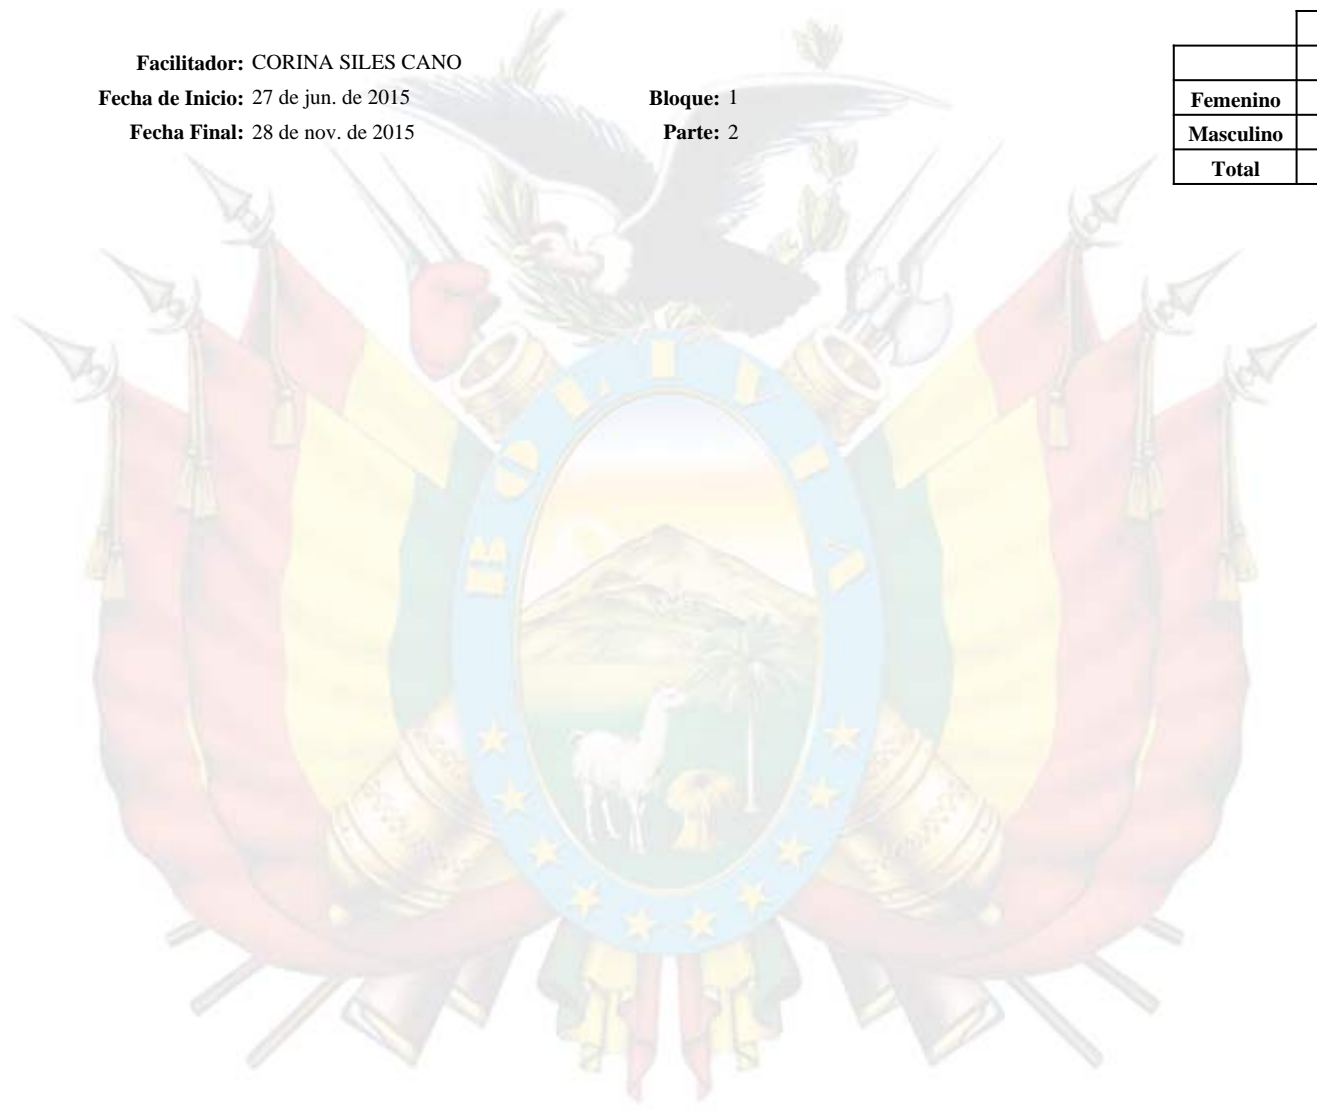 Facilitador: CORINA SILES CANO
Fecha de Inicio: 27 de jun. de 2015 Bloque: 1
Fecha Final: 28 de nov. de 2015 Parte: 2
Femenino
Masculino
Total
BOLIVIA